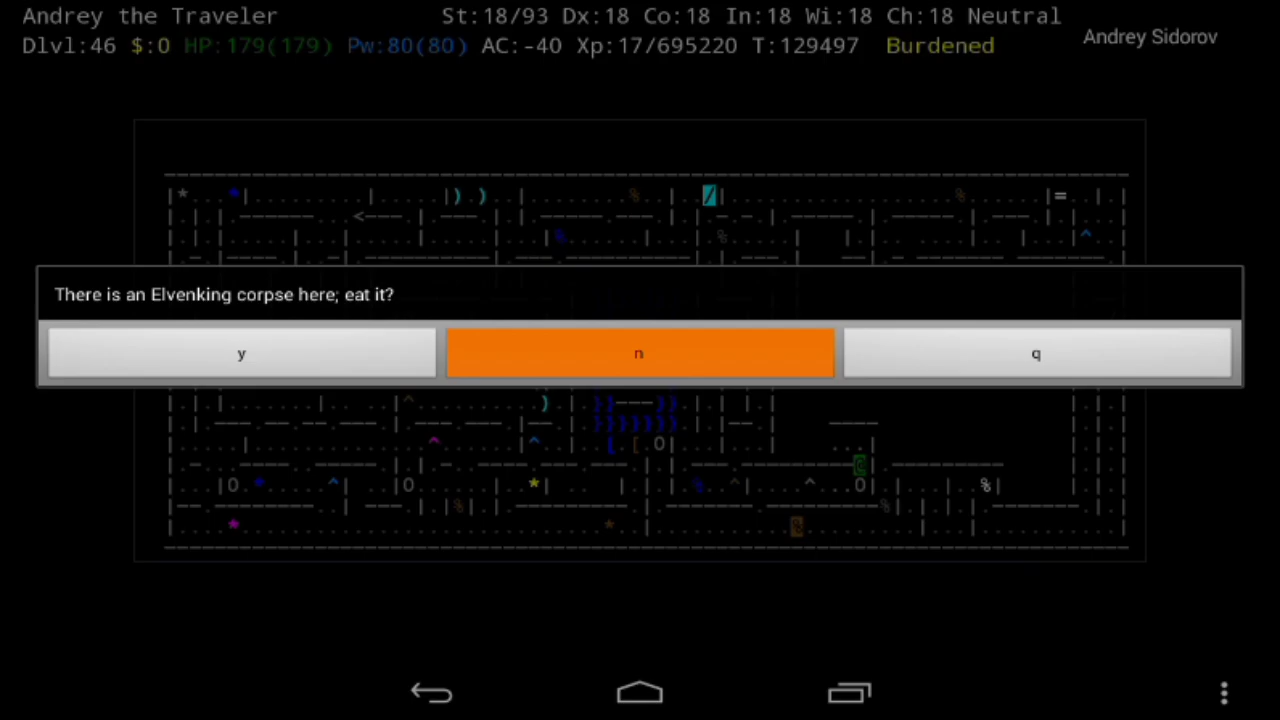 Andrey the Traveler St:18/93 Dx:18 Co:18 In:18 Wi:18 Ch:18 Neutral
Dlvl:46 $:0 HP:179(179) Pw:80(80) AC:-40 Xp:17/695220 T:129497 Burdened
Andrey Sidorov
There is an Elvenking corpse here; eat it?
y n q